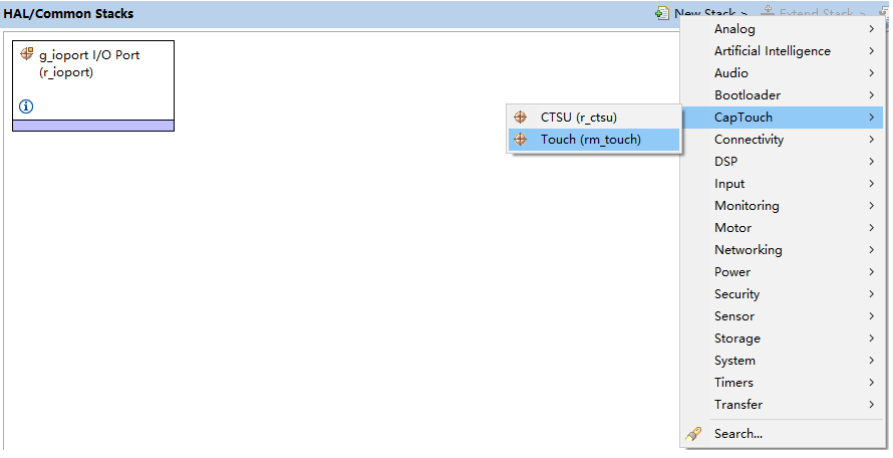 HAL/Common Stacks
New Stack > Extend Stack >
g_ioport I/O Port
(r_ioport)
Analog
Artificial Intelligence
Audio
Bootloader
CapTouch
CTSU (r_ctsu)
Touch (rm_touch)
Connectivity
DSP
Input
Monitoring
Motor
Networking
Power
Security
Sensor
Storage
System
Timers
Transfer
Search...